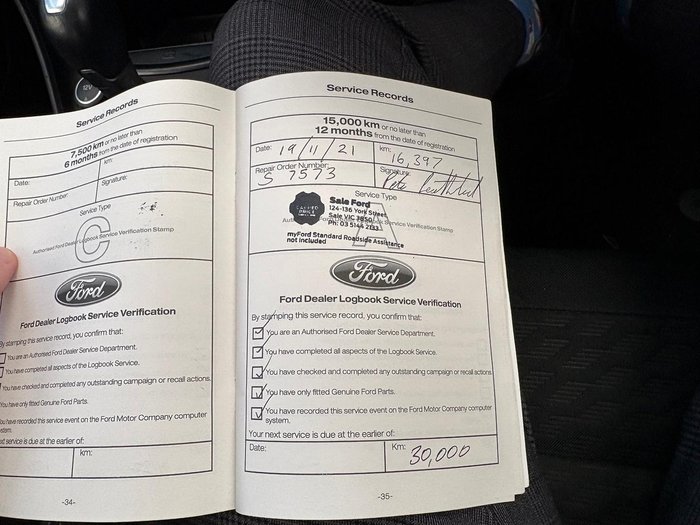 12V
Service Records
7,500 km or no later than
6 months from the date of registration
Date:
km:
Repair Order Number:
Signature:
Service Type
C
Authorised Ford Dealer Logbook Service Verification Stamp
Ford
Ford Dealer Logbook Service Verification
By stamping this service record, you confirm that:
You are an Authorised Ford Dealer Service Department.
You have completed all aspects of the Logbook Service.
You have checked and completed any outstanding campaign or recall actions.
You have only fitted Genuine Ford Parts.
You have recorded this service event on the Ford Motor Company computer
system.
next service is due at the earlier of:
km:
-34-
Service Records
15,000 km or no later than
12 months from the date of registration
Date: 19/11/21
km: 16,397
Repair Order Number: S 7573
Signature: Pete
Service Type
A
Sale Ford
124-136 York Street
Sale VIC 3850
Ph: 03 5144 2133
Service Verification Stamp
myFord Standard Roadside Assistance
not included
Ford
Ford Dealer Logbook Service Verification
By stamping this service record, you confirm that:
You are an Authorised Ford Dealer Service Department.
You have completed all aspects of the Logbook Service.
You have checked and completed any outstanding campaign or recall actions.
You have only fitted Genuine Ford Parts.
You have recorded this service event on the Ford Motor Company computer
system.
Your next service is due at the earlier of:
Date:
Km: 30,000
-35-